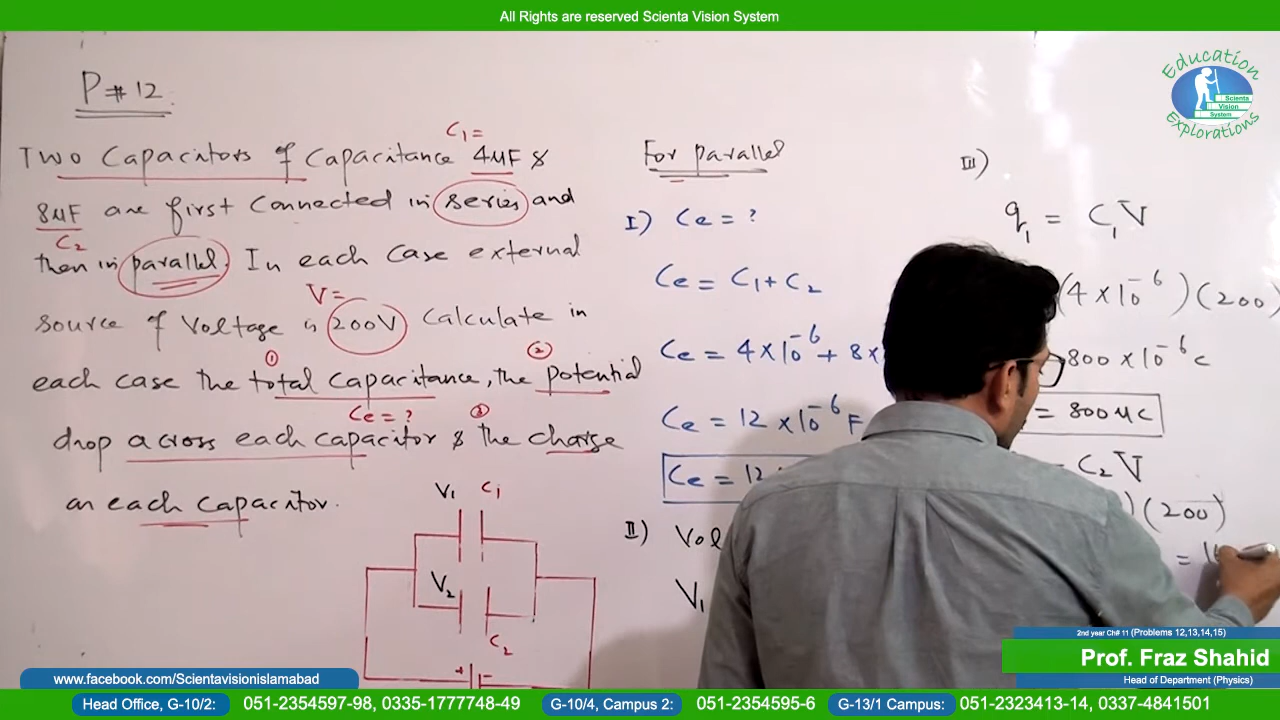 All Rights are reserved Scienta Vision System
Education
Scienta
Vision
System
Explorations
P#12
C₁=
Two Capacitors of Capacitance 4μF &
8μF are first connected in series and
C₂
then in parallel. In each case external
V=
source of voltage is 200V Calculate in
① ②
each case the total capacitance, the potential
Ce = ? ③
drop across each capacitor & the charge
on each Capacitor.
V₁ C₁
V₂
C₂
+ -
For parallel
I) Ce = ?
Ce = C₁ + C₂
Ce = 4 × 10⁻⁶ + 8 ×
Ce = 12 × 10⁻⁶ F
Ce = 12
II) Vol
V₁
III)
q₁ = C₁V
(4 × 10⁻⁶) (200)
800 × 10⁻⁶ C
= 800 μC
= C₂V
) (200)
= 1
2nd year Ch# 11 (Problems 12,13,14,15)
Prof. Fraz Shahid
Head of Department (Physics)
www.facebook.com/Scientavisionislamabad
Head Office, G-10/2: 051-2354597-98, 0335-1777748-49 G-10/4, Campus 2: 051-2354595-6 G-13/1 Campus: 051-2323413-14, 0337-4841501